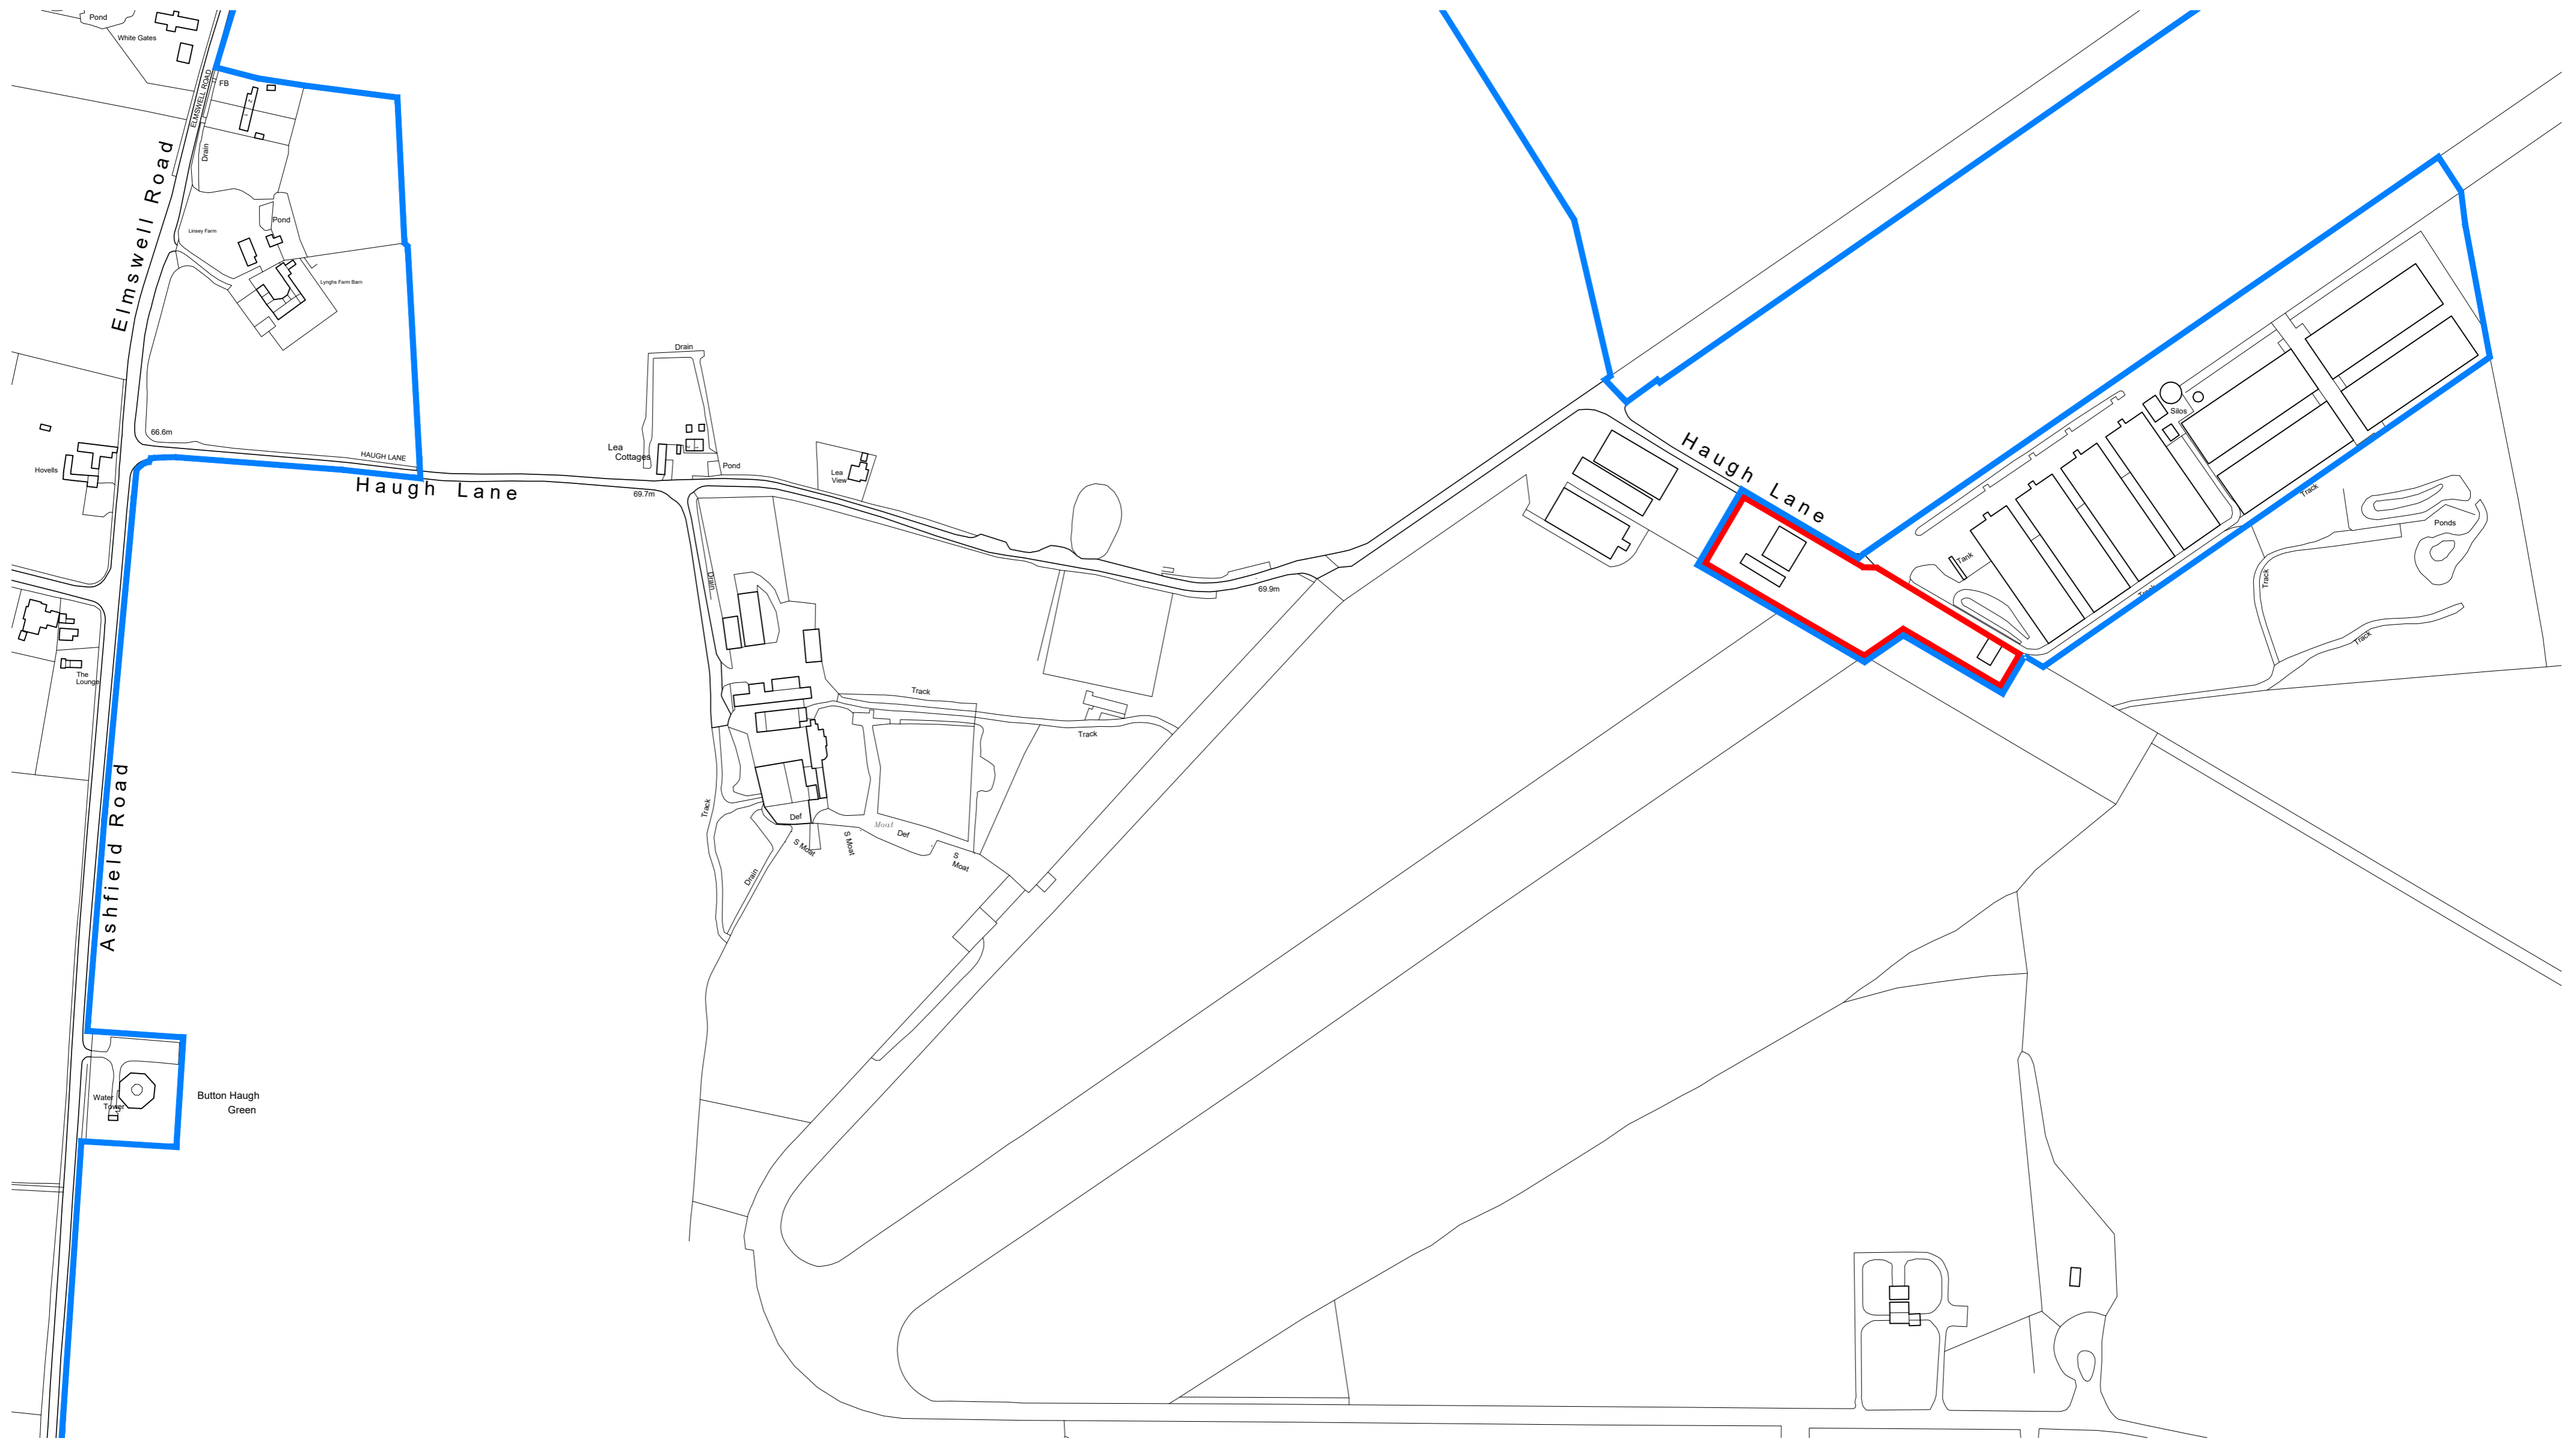 Pond
White Gates
FB
ELMSWELL ROAD
Drain
Elmswell Road
Pond
Linsey Farm
Lynghs Farm Barn
66.6m
HAUGH LANE
Haugh Lane
Hovells
Drain
Lea
Cottages
Pond
69.7m
Lea
View
Haugh Lane
Silos
Track
Ponds
Tank
Track
Track
Track
69.9m
Drain
The
Lounge
Track
Track
Ashfield Road
Track
Def
S Moat
S Moat
Moat
Def
S
Moat
Drain
Water
Tower
Button Haugh
Green